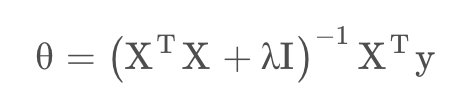 θ = (XᵀX + λI)⁻¹ Xᵀy